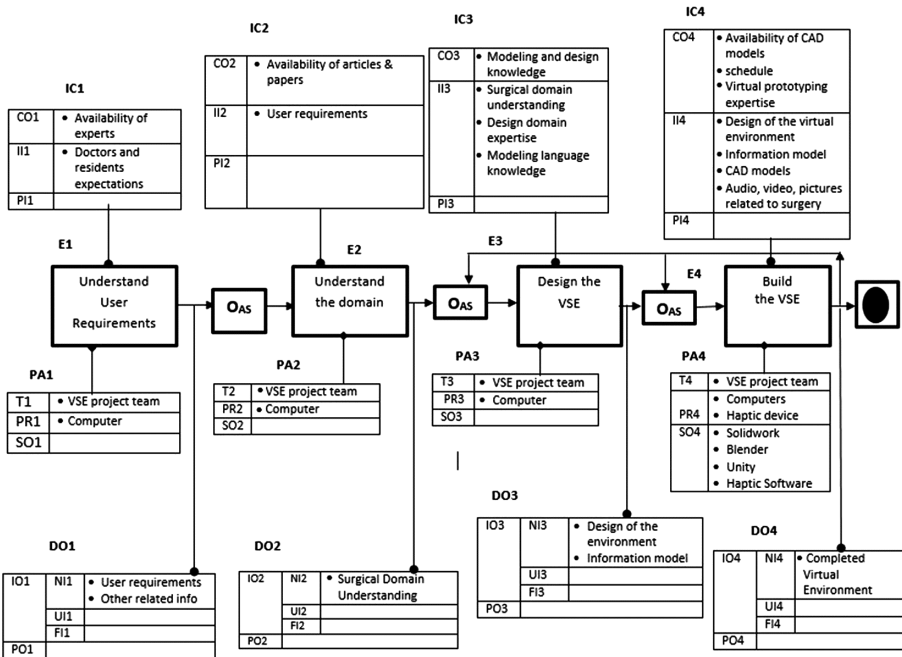 IC1
CO1
• Availability of
experts
II1
• Doctors and
residents
expectations
PI1
IC2
CO2
• Availability of articles &
papers
II2
• User requirements
PI2
IC3
CO3
• Modeling and design
knowledge
II3
• Surgical domain
understanding
• Design domain
expertise
• Modeling language
knowledge
PI3
IC4
CO4
• Availability of CAD
models
• schedule
• Virtual prototyping
expertise
II4
• Design of the virtual
environment
• Information model
• CAD models
• Audio, video, pictures
related to surgery
PI4
E1
Understand
User
Requirements
OAS
E2
Understand
the domain
OAS
E3
Design the
VSE
OAS
E4
Build
the VSE
PA1
T1
• VSE project team
PR1
• Computer
SO1
PA2
T2
• VSE project team
PR2
• Computer
SO2
PA3
T3
• VSE project team
PR3
• Computer
SO3
PA4
T4
• VSE project team
• Computers
PR4
• Haptic device
SO4
• Solidwork
• Blender
• Unity
• Haptic Software
DO1
IO1
NI1
• User requirements
• Other related info
UI1
FI1
PO1
DO2
IO2
NI2
• Surgical Domain
Understanding
UI2
FI2
PO2
DO3
IO3
NI3
• Design of the
environment
• Information model
UI3
FI3
PO3
DO4
IO4
NI4
• Completed
Virtual
Environment
UI4
FI4
PO4